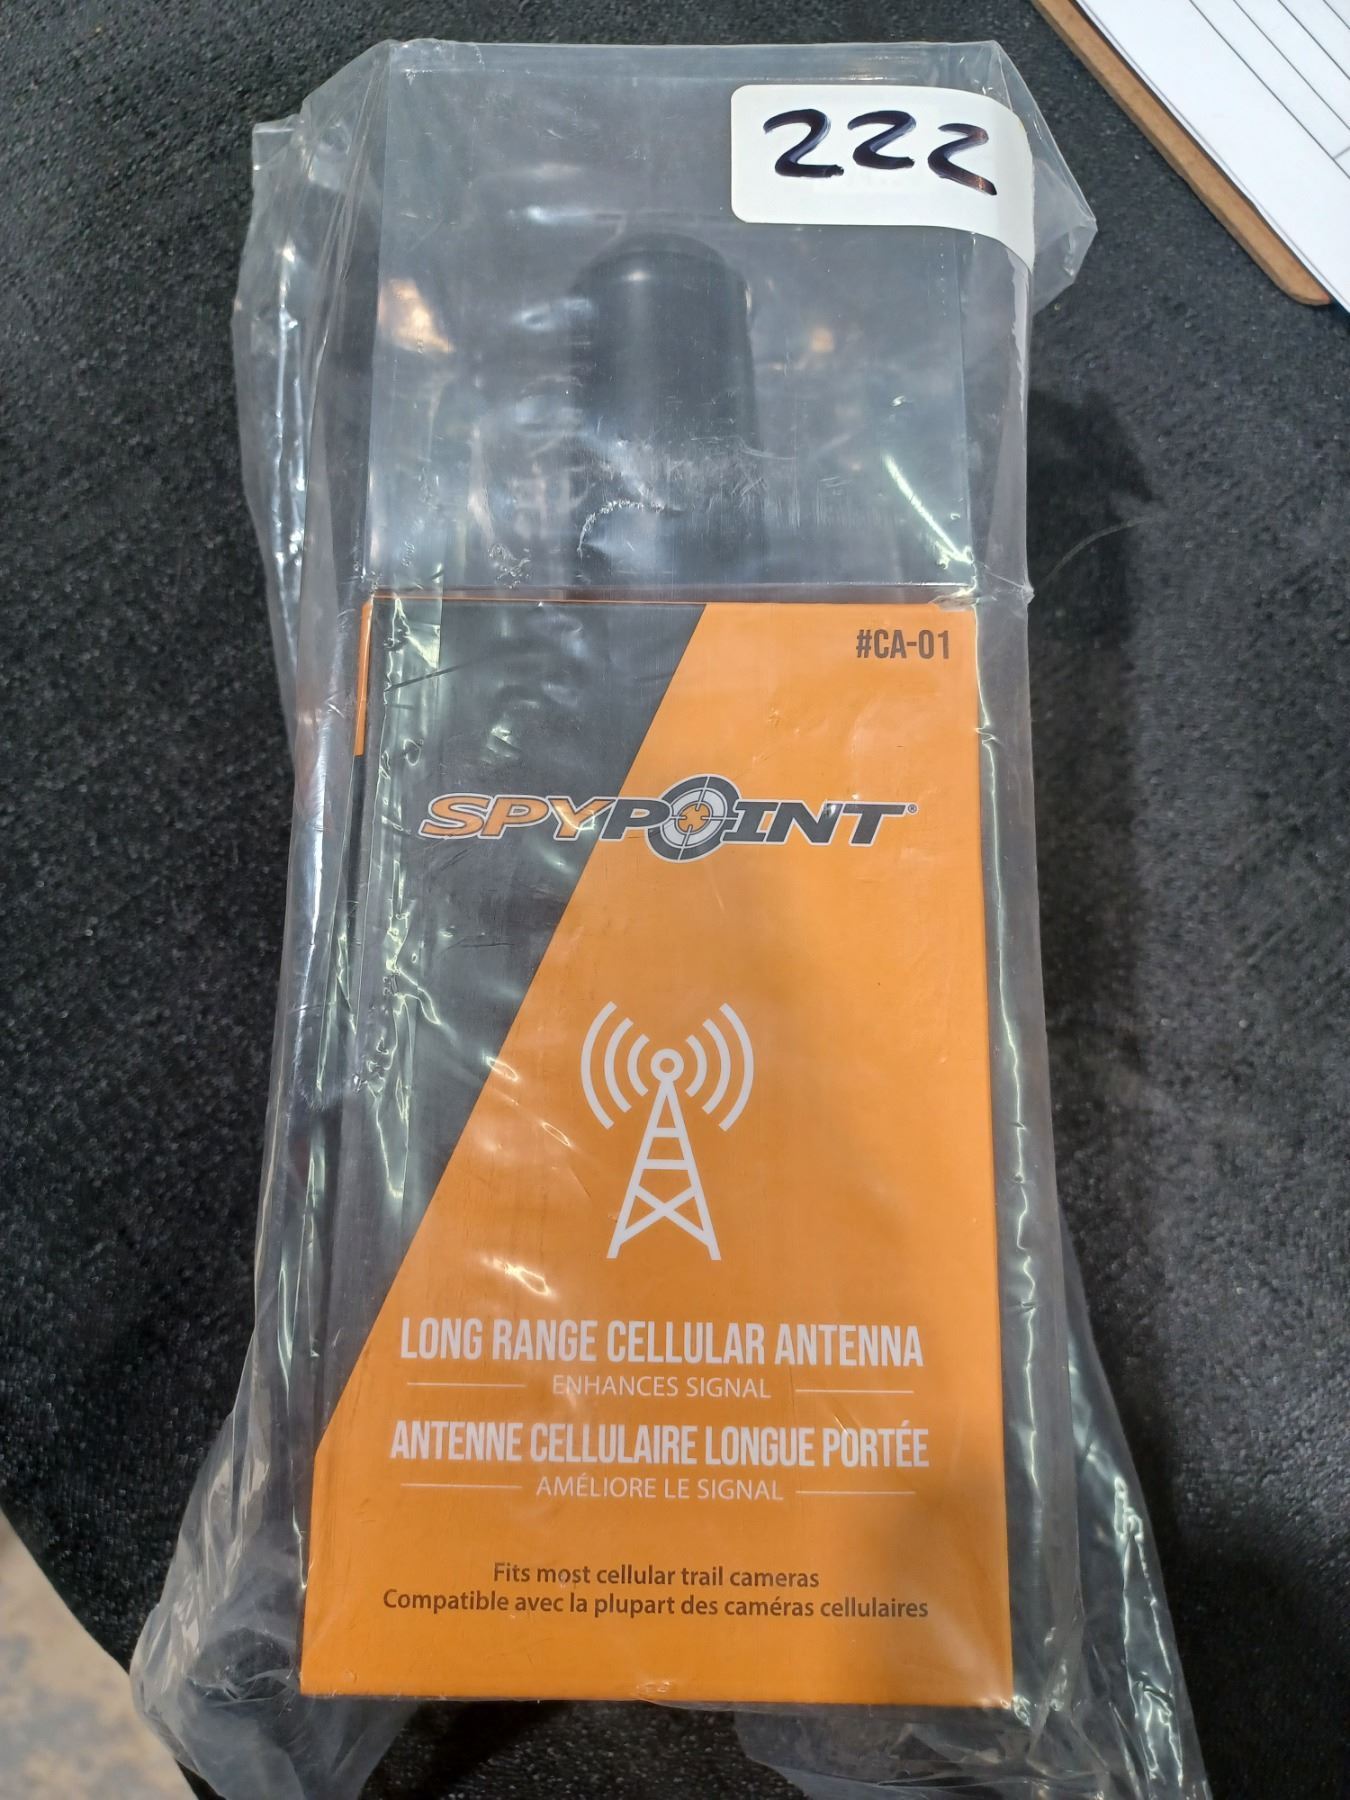 222
#CA-01
SPYPOINT®
LONG RANGE CELLULAR ANTENNA
ENHANCES SIGNAL
ANTENNE CELLULAIRE LONGUE PORTÉE
AMÉLIORE LE SIGNAL
Fits most cellular trail cameras
Compatible avec la plupart des caméras cellulaires